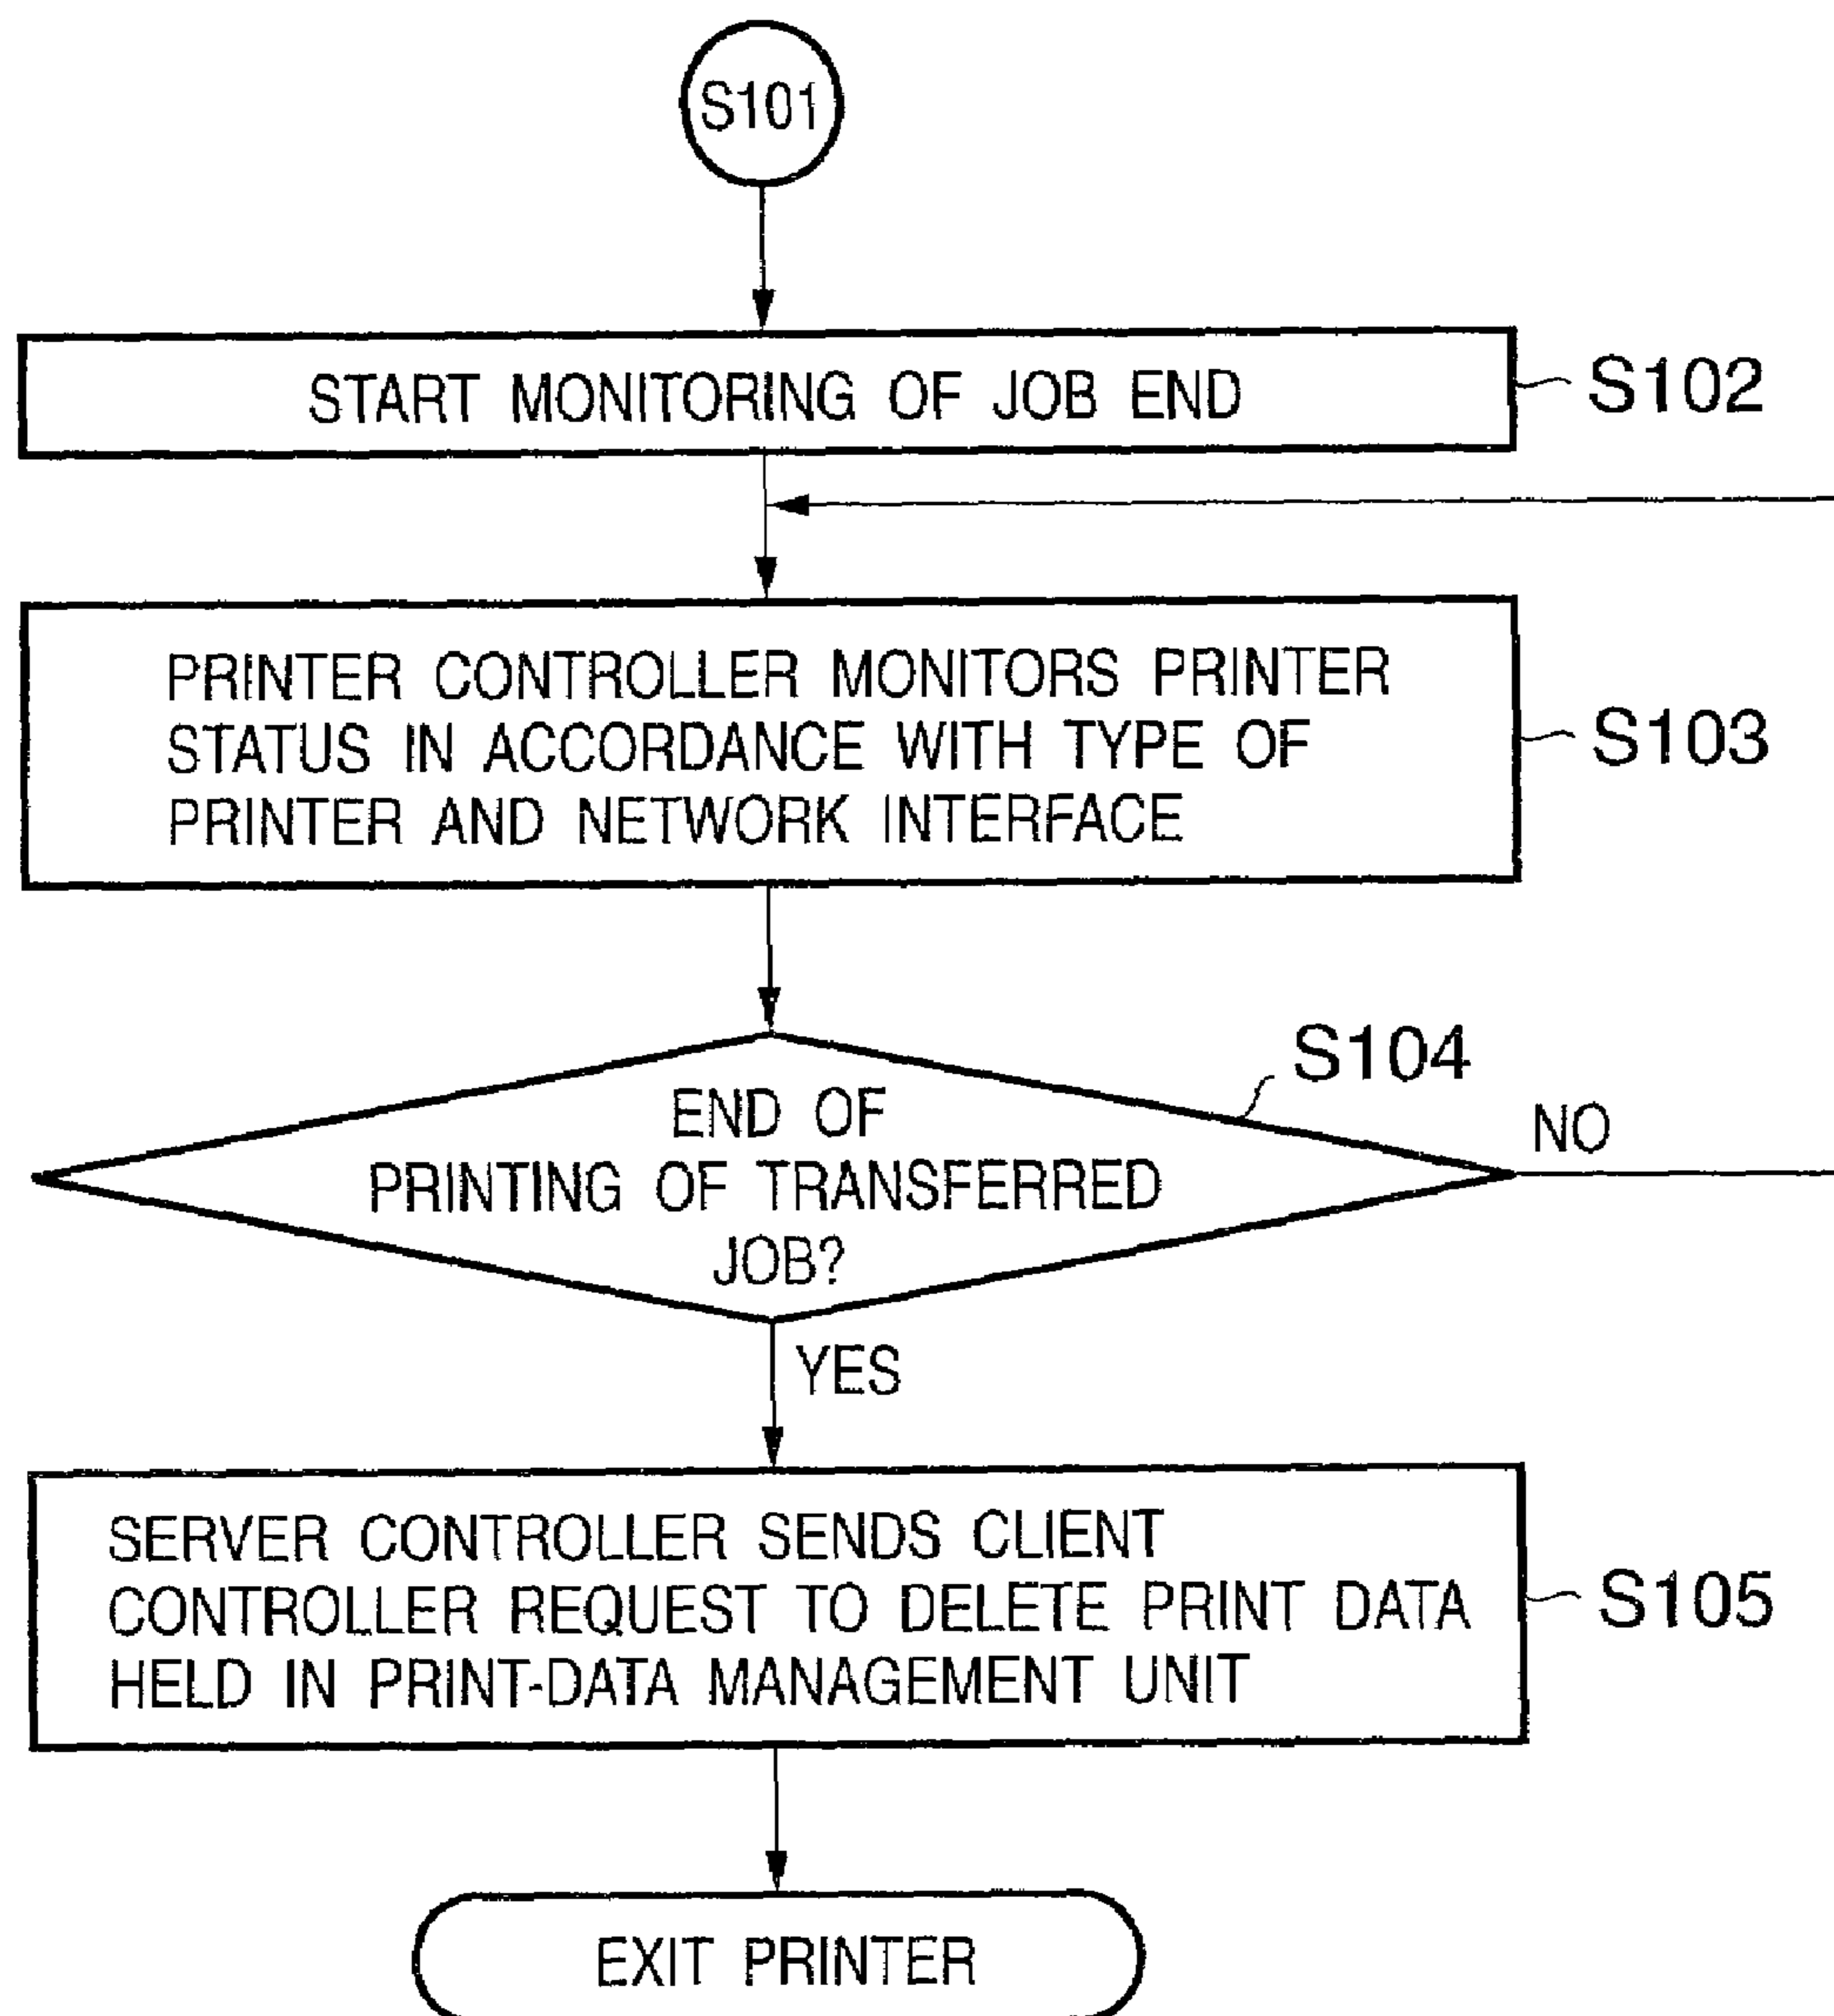 S101
START MONITORING OF JOB END
S102
PRINTER CONTROLLER MONITORS PRINTER
STATUS IN ACCORDANCE WITH TYPE OF
PRINTER AND NETWORK INTERFACE
S103
S104
END OF
PRINTING OF TRANSFERRED
JOB?
NO
YES
SERVER CONTROLLER SENDS CLIENT
CONTROLLER REQUEST TO DELETE PRINT DATA
HELD IN PRINT-DATA MANAGEMENT UNIT
S105
EXIT PRINTER